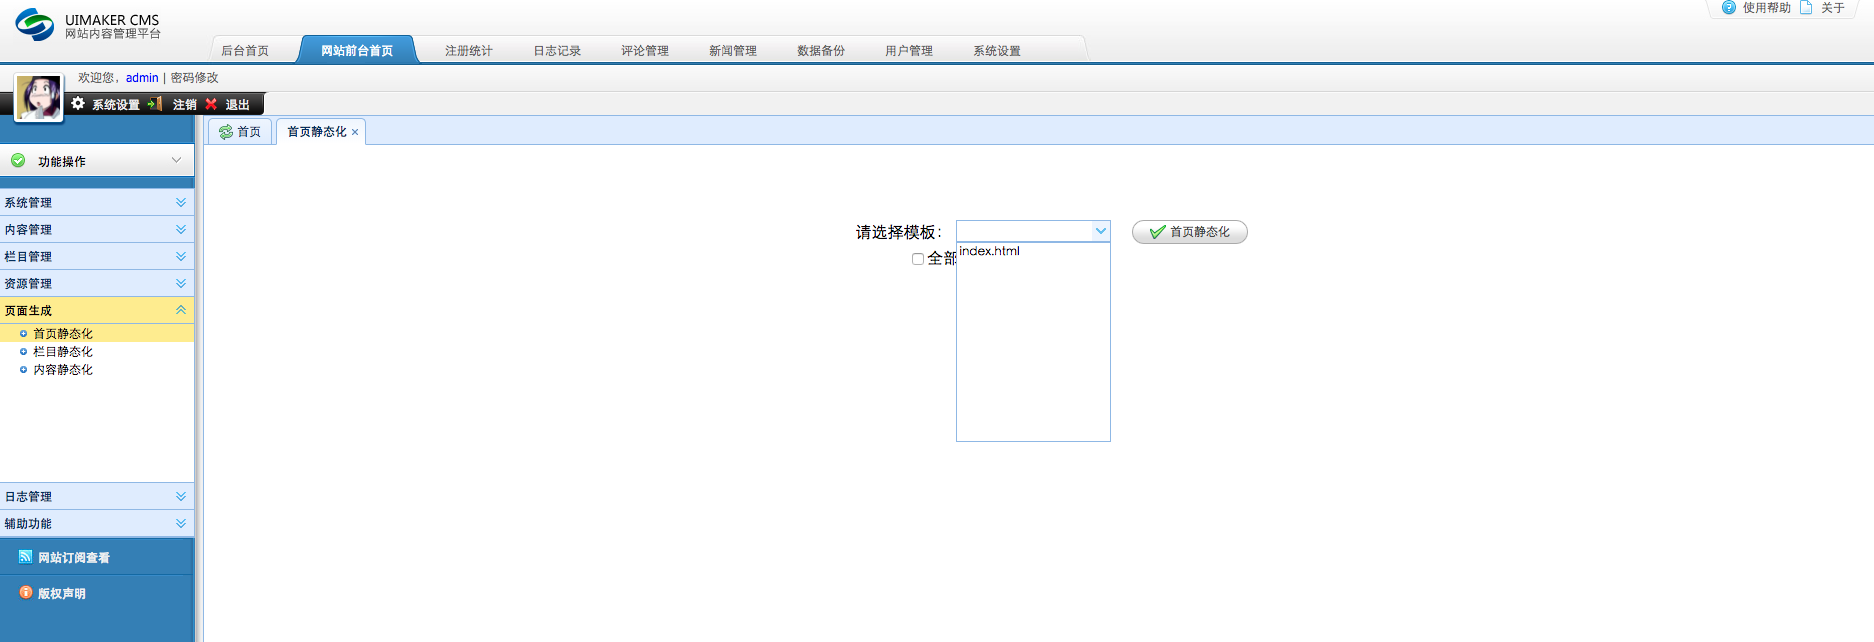 UIMAKER CMS
网站内容管理平台
使用帮助 关于
后台首页 网站前台首页 注册统计 日志记录 评论管理 新闻管理 数据备份 用户管理 系统设置
欢迎您，admin | 密码修改
系统设置 注销 退出
首页 首页静态化
功能操作
系统管理
内容管理
栏目管理
资源管理
页面生成
首页静态化
栏目静态化
内容静态化
日志管理
辅助功能
网站订阅查看
版权声明
请选择模板： 首页静态化
全部
index.html